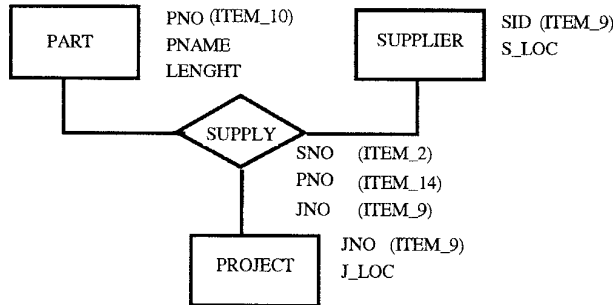 PART
PNO (ITEM_10)
PNAME
LENGHT
SUPPLIER
SID (ITEM_9)
S_LOC
SUPPLY
SNO (ITEM_2)
PNO (ITEM_14)
JNO (ITEM_9)
PROJECT
JNO (ITEM_9)
J_LOC